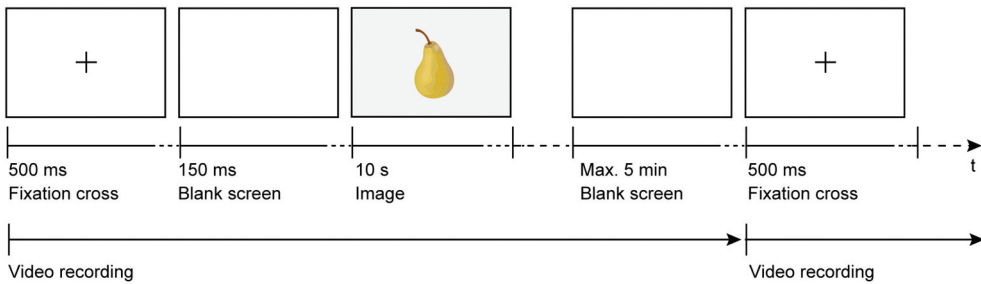 500 ms
Fixation cross
150 ms
Blank screen
10 s
Image
Max. 5 min
Blank screen
500 ms
Fixation cross
t
Video recording
Video recording